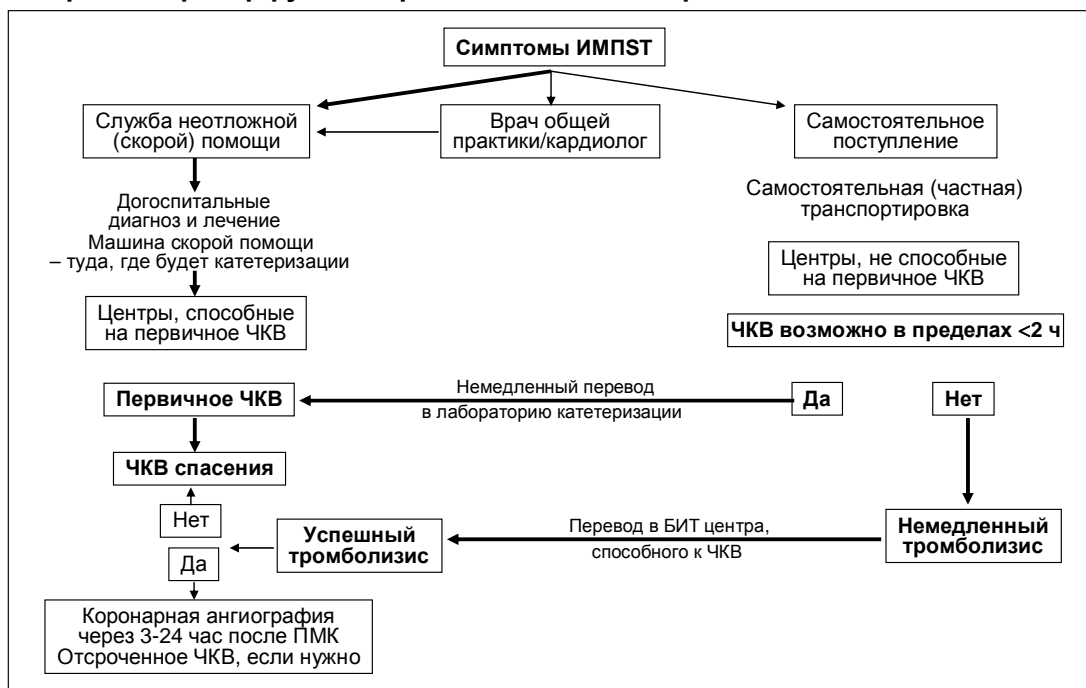 Симптомы ИМПST
Служба неотложной
(скорой) помощи
Врач общей
практики/кардиолог
Самостоятельное
поступление
Догоспитальные
диагноз и лечение
Машина скорой помощи
– туда, где будет катетеризации
Самостоятельная (частная)
транспортировка
Центры, способные
на первичное ЧКВ
Центры, не способные
на первичное ЧКВ
ЧКВ возможно в пределах <2 ч
Первичное ЧКВ
Немедленный перевод
в лабораторию катетеризации
Да
Нет
ЧКВ спасения
Нет
Да
Успешный
тромболизис
Перевод в БИТ центра,
способного к ЧКВ
Немедленный
тромболизис
Коронарная ангиография
через 3-24 час после ПМК
Отсроченное ЧКВ, если нужно